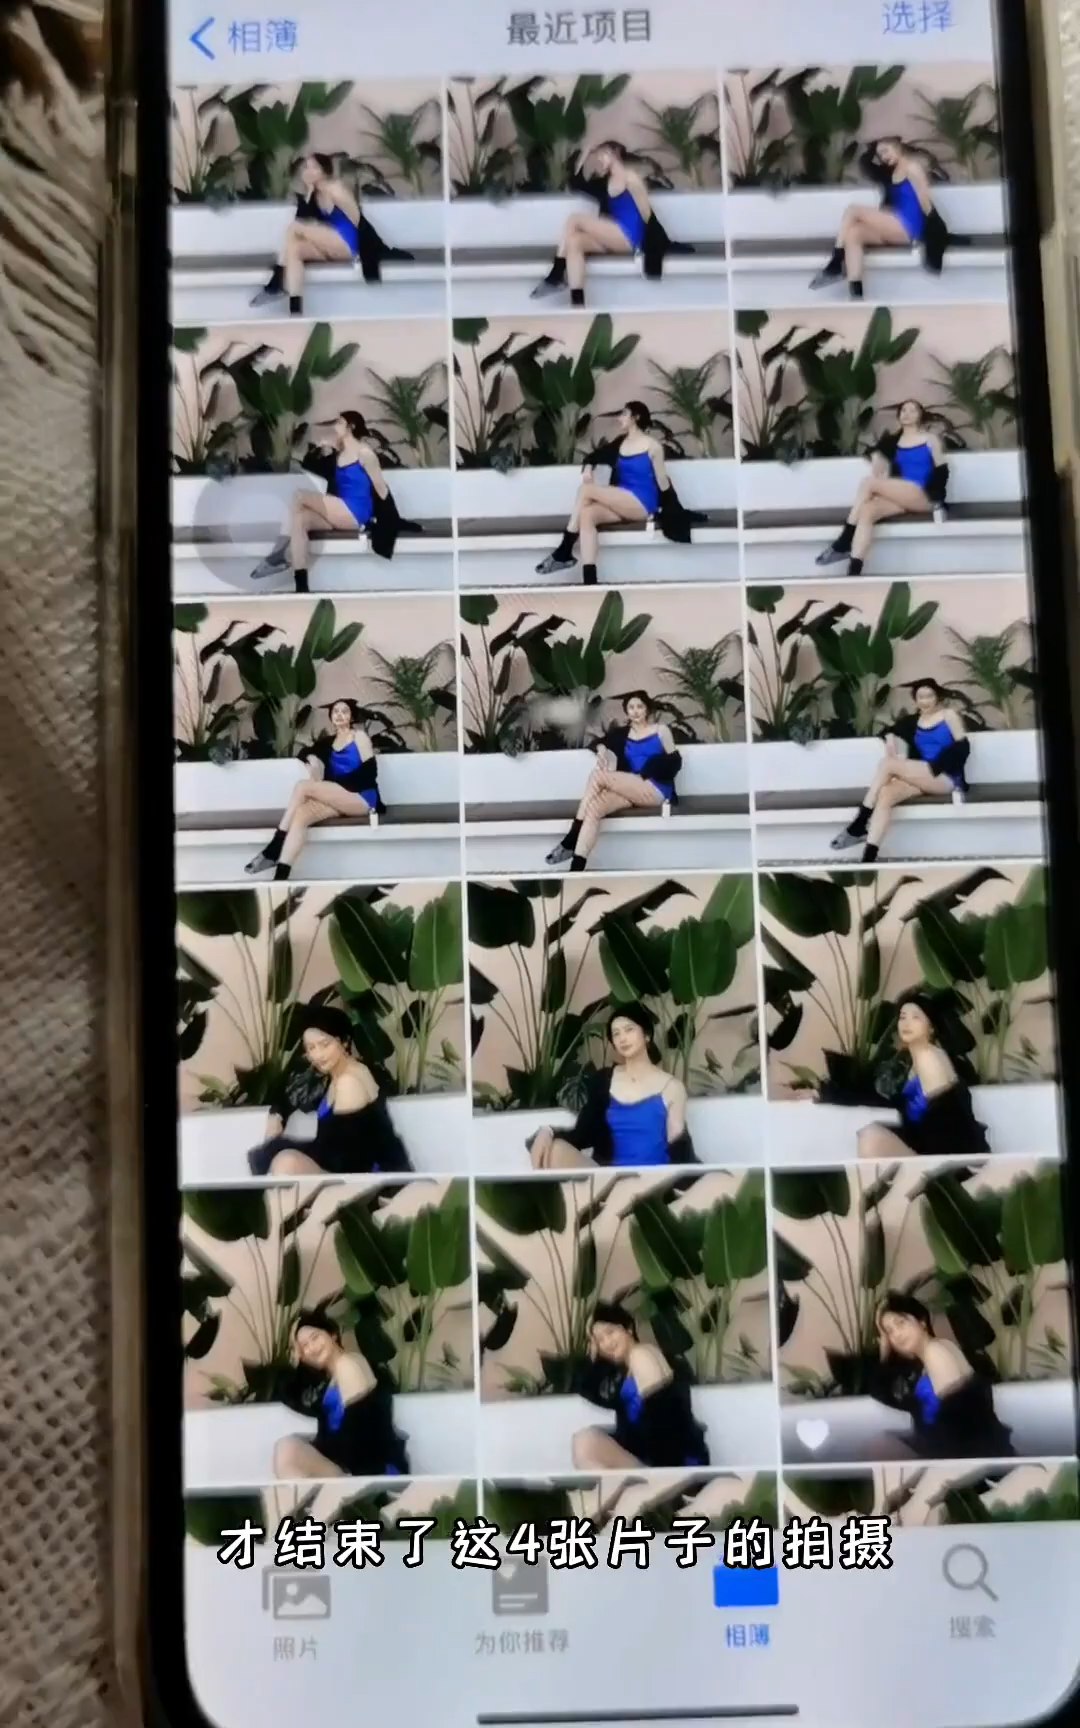 相簿
最近项目
选择
才结束了这4张片子的拍摄
照片
为你推荐
相簿
搜索